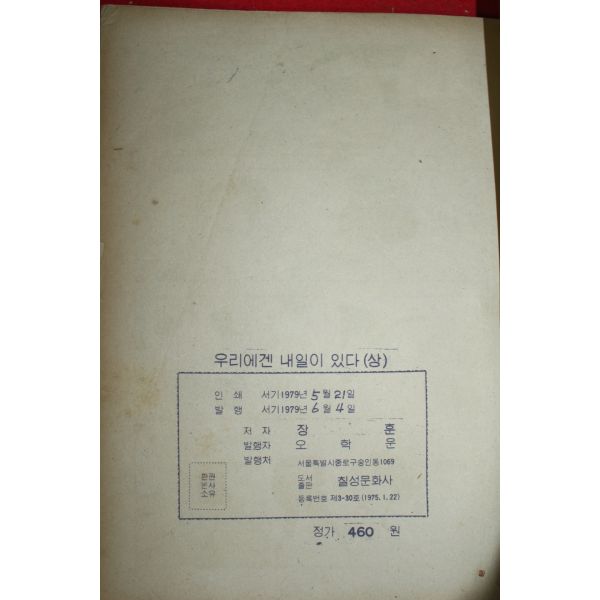 우리에겐 내일이 있다 (상)
인 쇄 서기1979년 5월 21일
발 행 서기1979년 6월 4일
저 자 장 훈
발행자 오 학 운
발행처 서울특별시종로구숭인동1069
도서출판 칠성문화사
등록번호 제3-30호 (1975.1.22)
판권
본사
소유
정가 460 원